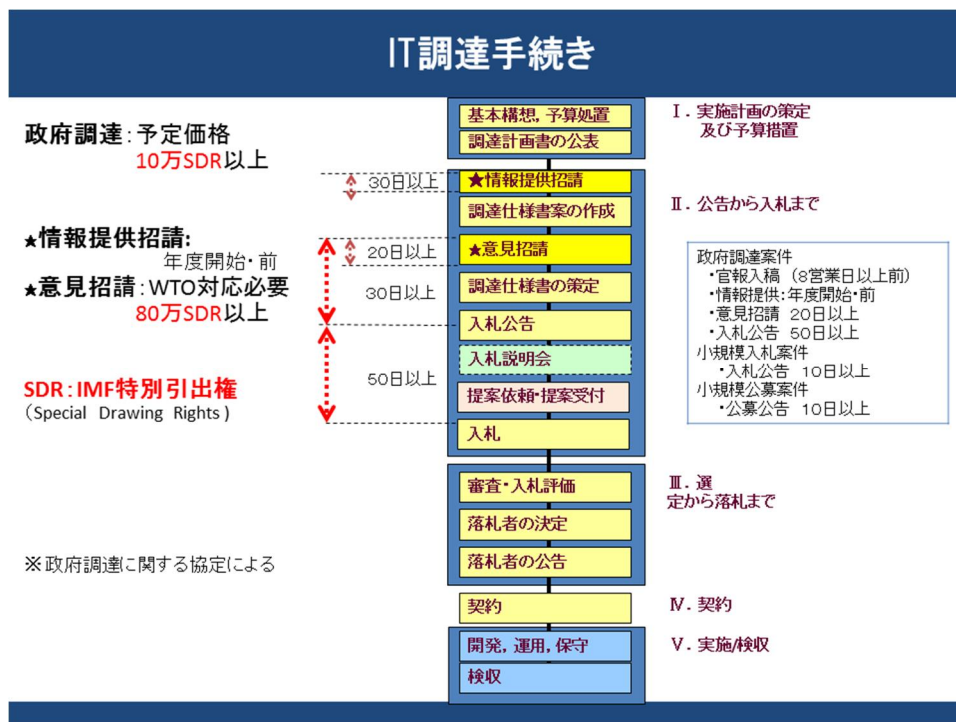 IT調達手続き
政府調達：予定価格
10万SDR以上
★情報提供招請:
年度開始・前
★意見招請：WTO対応必要
80万SDR以上
SDR：IMF特別引出権
（Special Drawing Rights）
※政府調達に関する協定による
30日以上
20日以上
30日以上
50日以上
基本構想，予算処置
調達計画書の公表
★情報提供招請
調達仕様書案の作成
★意見招請
調達仕様書の策定
入札公告
入札説明会
提案依頼・提案受付
入札
審査・入札評価
落札者の決定
落札者の公告
契約
開発，運用，保守
検収
Ⅰ．実施計画の策定
及び予算措置
Ⅱ．公告から入札まで
政府調達案件
・官報入稿（8営業日以上前）
・情報提供：年度開始・前
・意見招請 20日以上
・入札公告 50日以上
小規模入札案件
・入札公告 10日以上
小規模公募案件
・公募公告 10日以上
Ⅲ．選
定から落札まで
Ⅳ．契約
Ⅴ．実施/検収